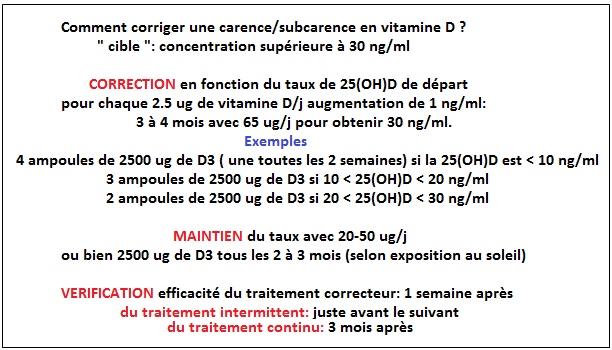 Comment corriger une carence/subcarence en vitamine D ?
" cible ": concentration supérieure à 30 ng/ml
CORRECTION en fonction du taux de 25(OH)D de départ
pour chaque 2.5 ug de vitamine D/j augmentation de 1 ng/ml:
3 à 4 mois avec 65 ug/j pour obtenir 30 ng/ml.
Exemples
4 ampoules de 2500 ug de D3 ( une toutes les 2 semaines) si la 25(OH)D est < 10 ng/ml
3 ampoules de 2500 ug de D3 si 10 < 25(OH)D < 20 ng/ml
2 ampoules de 2500 ug de D3 si 20 < 25(OH)D < 30 ng/ml
MAINTIEN du taux avec 20-50 ug/j
ou bien 2500 ug de D3 tous les 2 à 3 mois (selon exposition au soleil)
VERIFICATION efficacité du traitement correcteur: 1 semaine après
du traitement intermittent: juste avant le suivant
du traitement continu: 3 mois après